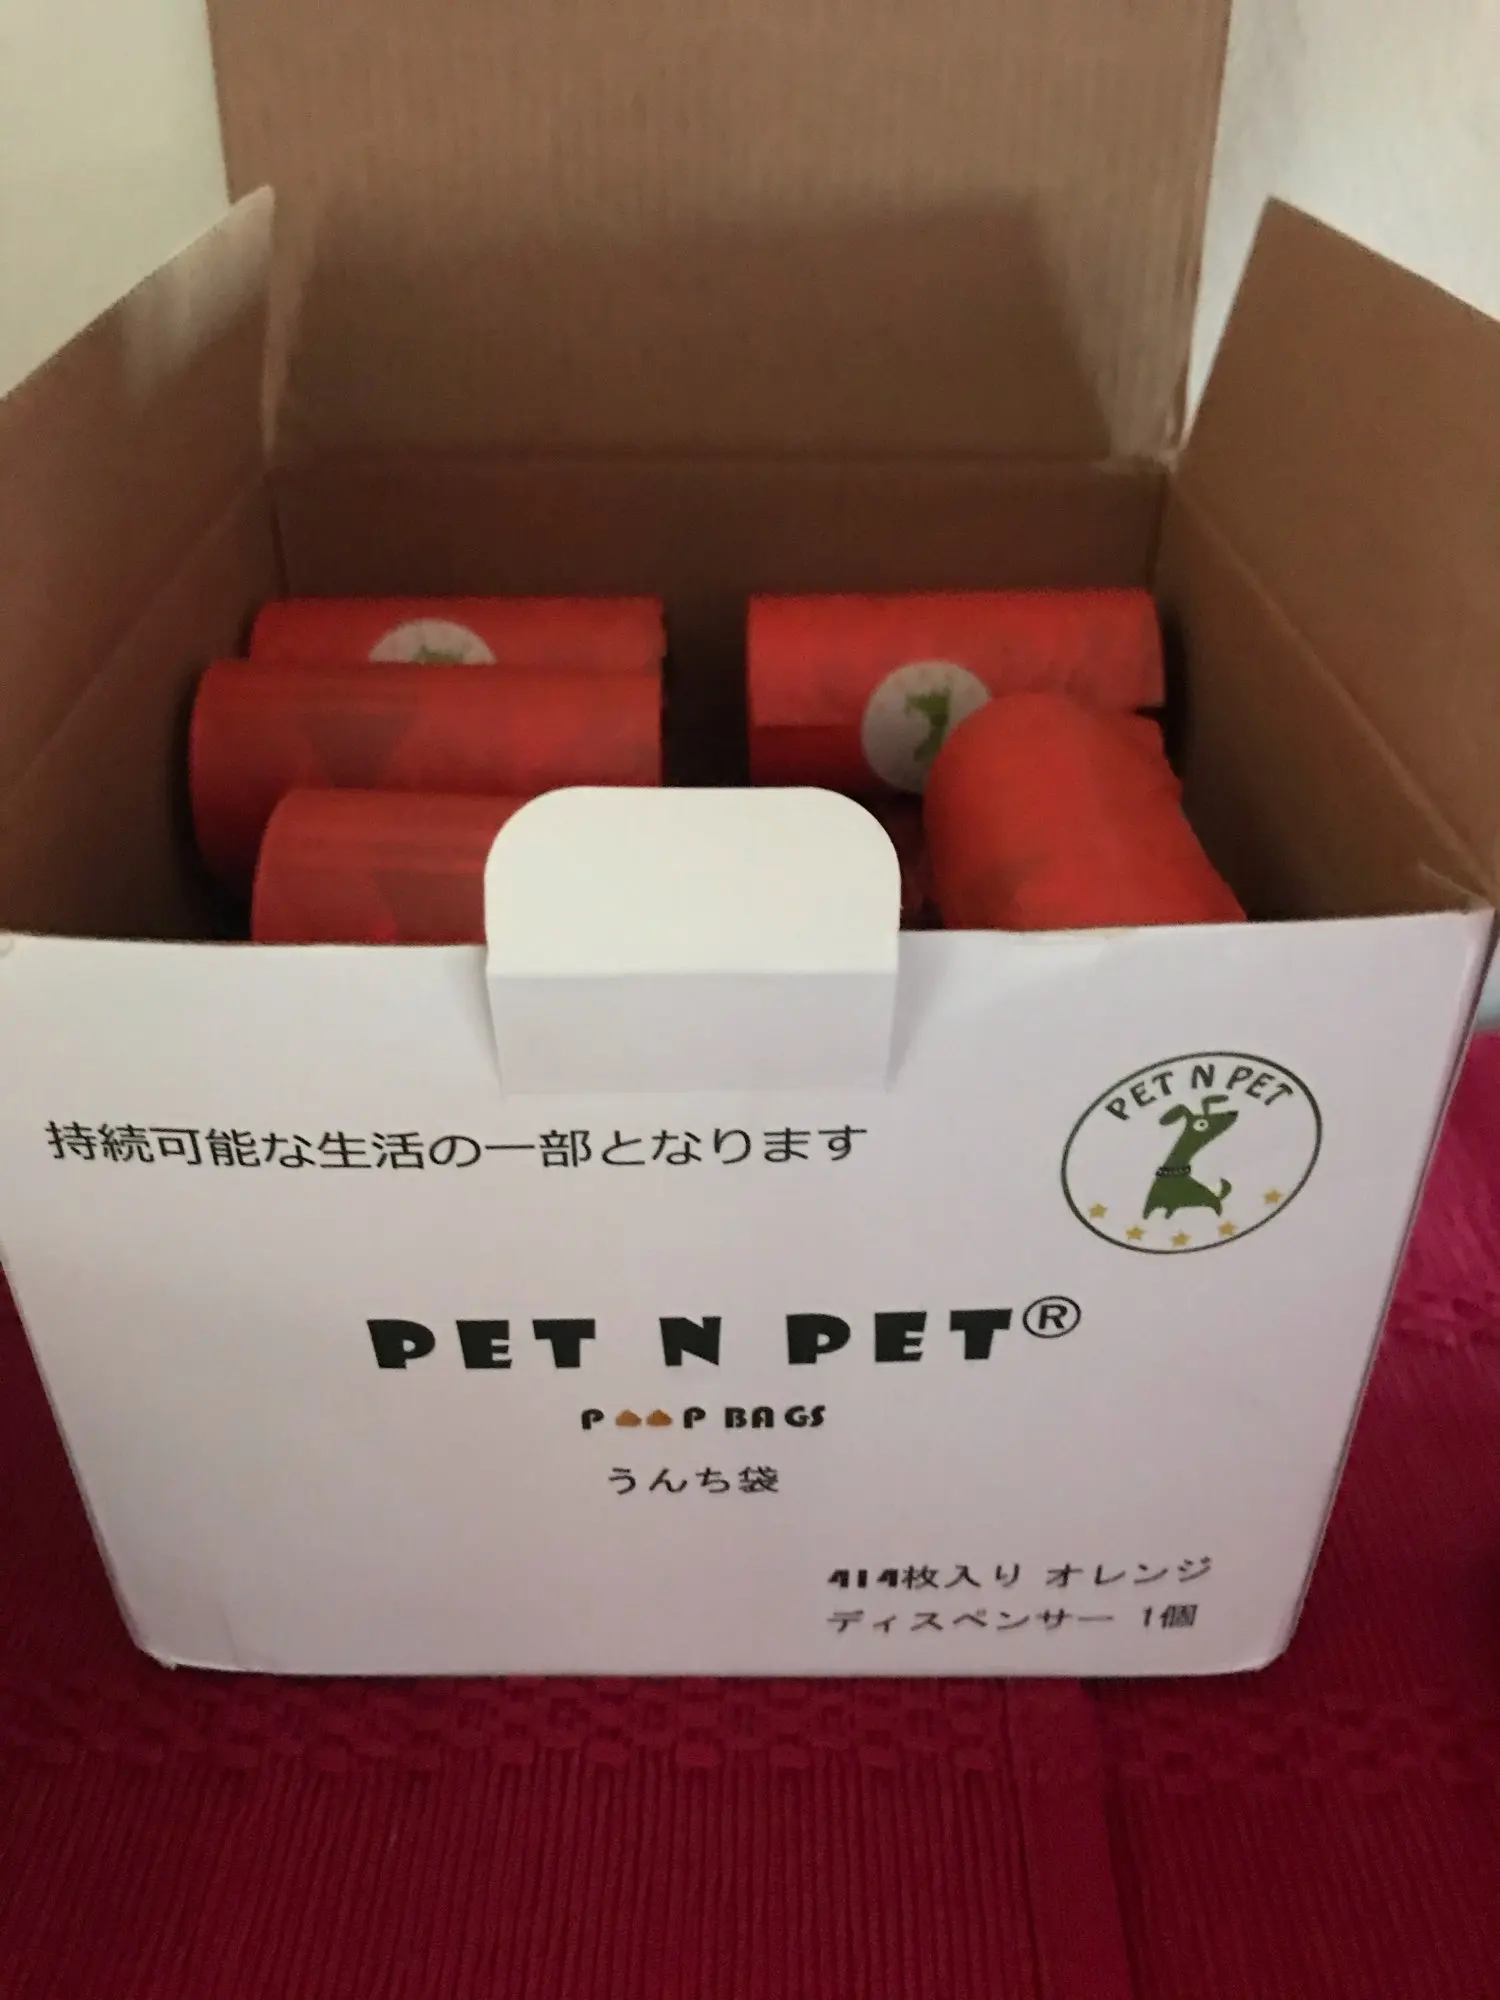 持続可能な生活の一部となります
PET N PET
PET N PET®
P P BAGS
うんち袋
414枚入り オレンジ
ディスペンサー 1個